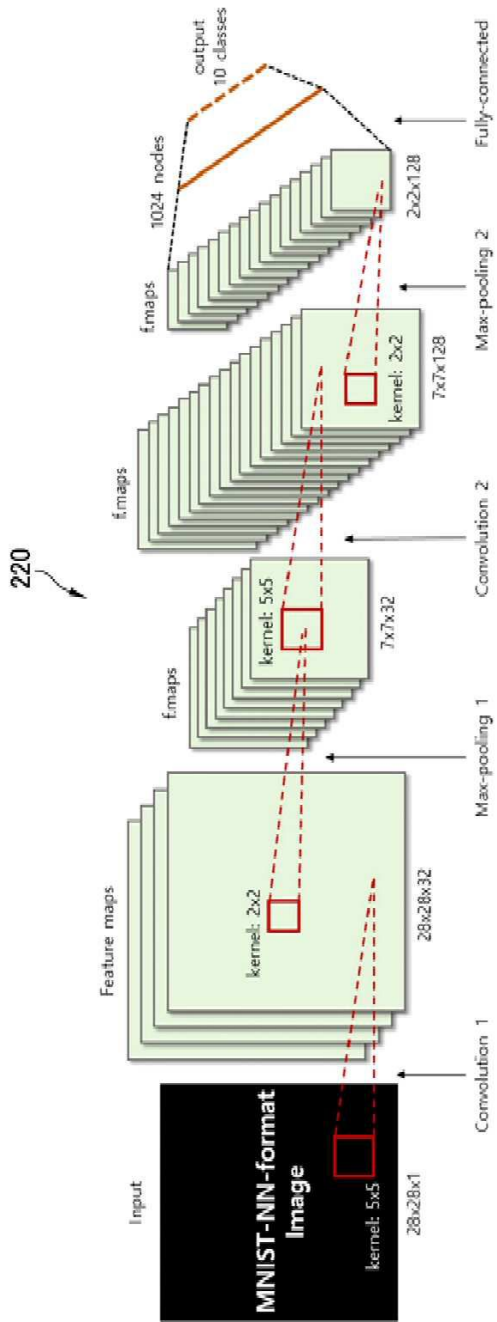 220
Input
Feature maps
f.maps
f.maps
f.maps
1024 nodes
output
10 classes
MNIST-NN-format
Image
kernel: 5x5
kernel: 2x2
kernel: 5x5
kernel: 2x2
28x28x1
28x28x32
7x7x32
7x7x128
2x2x128
Convolution 1
Max-pooling 1
Convolution 2
Max-pooling 2
Fully-connected